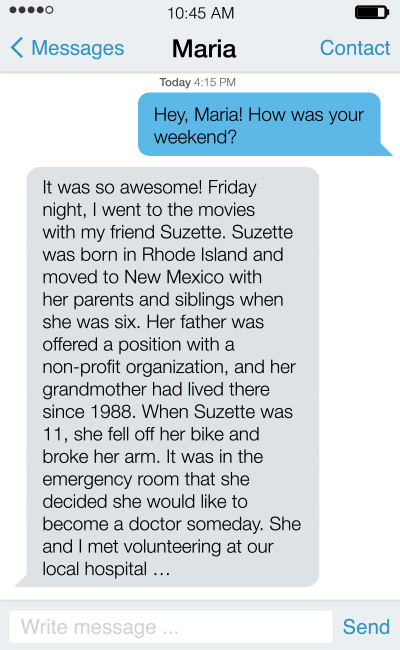 10:45 AM
Messages
Maria
Contact
Today 4:15 PM
Hey, Maria! How was your
weekend?
It was so awesome! Friday
night, I went to the movies
with my friend Suzette. Suzette
was born in Rhode Island and
moved to New Mexico with
her parents and siblings when
she was six. Her father was
offered a position with a
non-profit organization, and her
grandmother had lived there
since 1988. When Suzette was
11, she fell off her bike and
broke her arm. It was in the
emergency room that she
decided she would like to
become a doctor someday. She
and I met volunteering at our
local hospital ...
Write message ...
Send